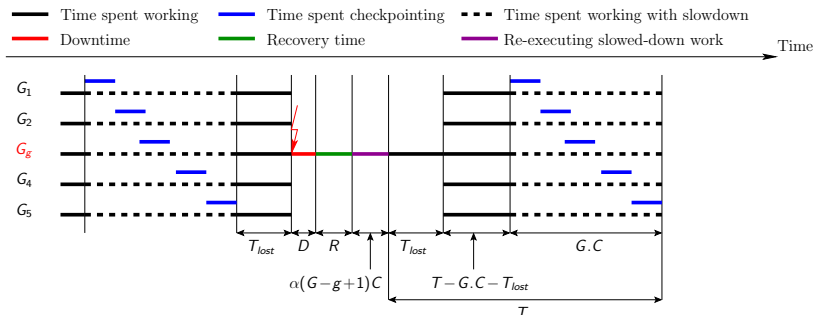 Time spent working
Time spent checkpointing
Time spent working with slowdown
Downtime
Recovery time
Re-executing slowed-down work
Time
G1
G2
Gg
G4
G5
Tlost
D
R
Tlost
G.C
α(G−g+1)C
T−G.C−Tlost
T